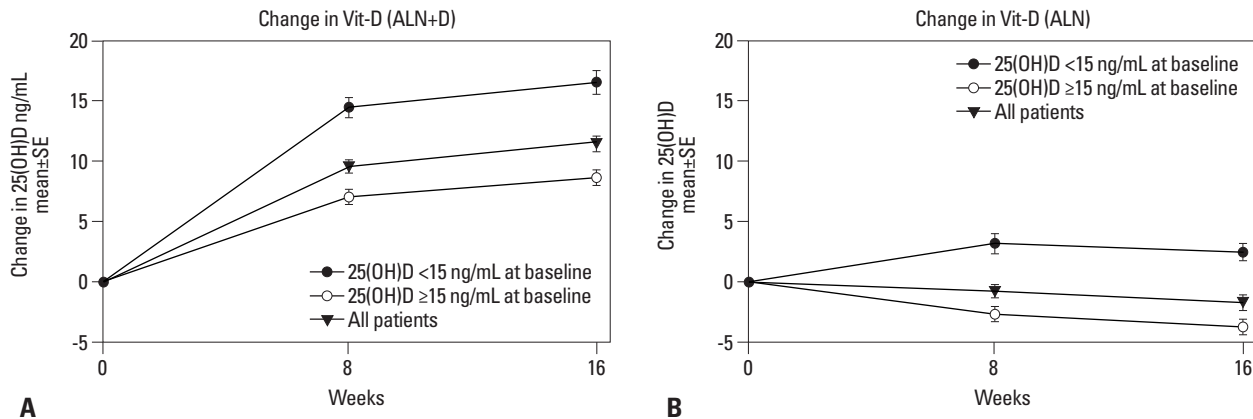 Change in Vit-D (ALN+D)
20
15
10
5
0
-5
Change in 25(OH)D ng/mL
mean±SE
25(OH)D <15 ng/mL at baseline
25(OH)D ≥15 ng/mL at baseline
All patients
0 8 16
Weeks
A
Change in Vit-D (ALN)
20
15
10
5
0
-5
Change in 25(OH)D
mean±SE
25(OH)D <15 ng/mL at baseline
25(OH)D ≥15 ng/mL at baseline
All patients
0 8 16
Weeks
B